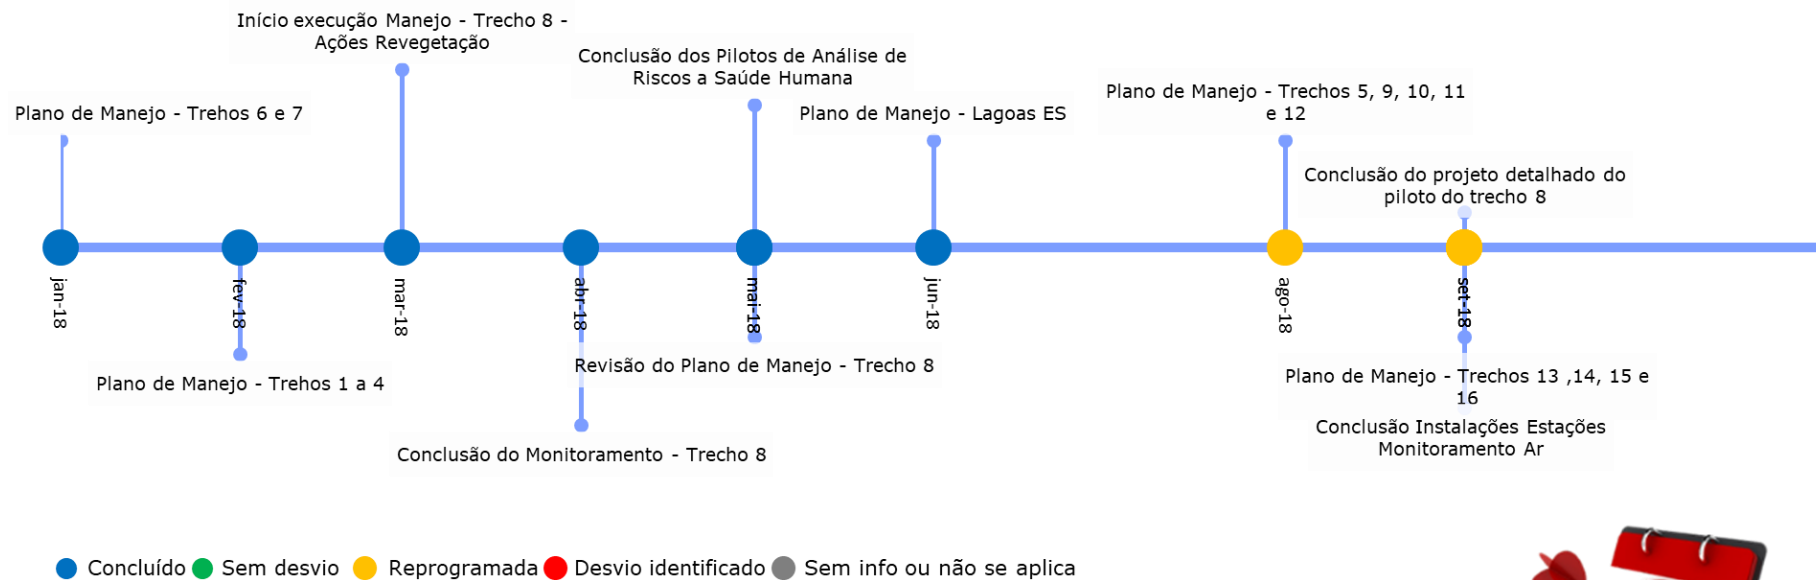 Início execução Manejo - Trecho 8 -
Ações Revegetação
Conclusão dos Pilotos de Análise de
Riscos a Saúde Humana
Plano de Manejo - Trehos 6 e 7
Plano de Manejo - Lagoas ES
Plano de Manejo - Trechos 5, 9, 10, 11
e 12
Conclusão do projeto detalhado do
piloto do trecho 8
jan-18
fev-18
mar-18
abr-18
mai-18
jun-18
ago-18
set-18
Plano de Manejo - Trehos 1 a 4
Revisão do Plano de Manejo - Trecho 8
Conclusão do Monitoramento - Trecho 8
Plano de Manejo - Trechos 13 ,14, 15 e
16
Conclusão Instalações Estações
Monitoramento Ar
Concluído
Sem desvio
Reprogramada
Desvio identificado
Sem info ou não se aplica